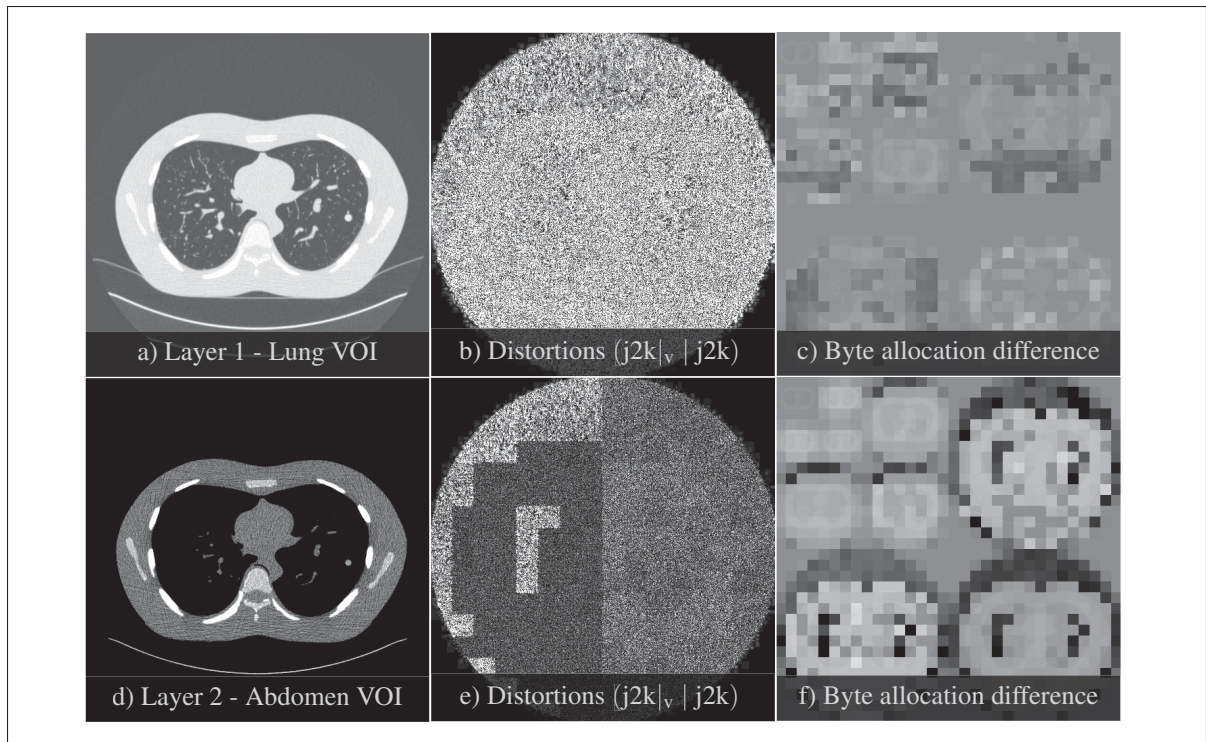 a) Layer 1 - Lung VOI
b) Distortions (j2k|v | j2k)
c) Byte allocation difference
d) Layer 2 - Abdomen VOI
e) Distortions (j2k|v | j2k)
f) Byte allocation difference